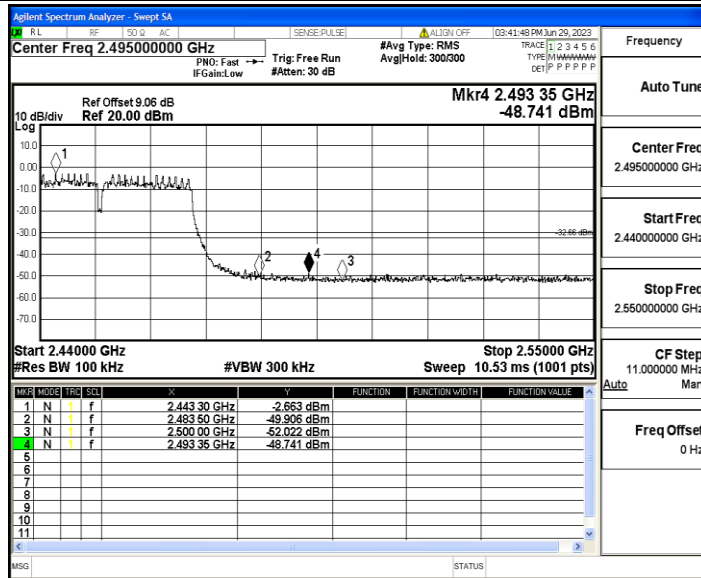 Agilent Spectrum Analyzer - Swept SA
RL RF 50 Ω AC SENSE:PULSE ALIGN OFF 03:41:48 PM Jun 29, 2023
Center Freq 2.495000000 GHz #Avg Type: RMS TRACE 1 2 3 4 5 6
PNO: Fast Trig: Free Run Avg|Hold: 300/300 TYPE MWWWWW
IFGain:Low #Atten: 30 dB DET P P P P P P
Mkr4 2.493 35 GHz
-48.741 dBm
Ref Offset 9.06 dB
10 dB/div Ref 20.00 dBm
Log
10.0
0.00
-10.0
-20.0
-30.0
-40.0
-50.0
-60.0
-70.0
1
2
4
3
-32.66 dBm
Start 2.44000 GHz Stop 2.55000 GHz
#Res BW 100 kHz #VBW 300 kHz Sweep 10.53 ms (1001 pts)
MKR MODE TRC SCL X Y FUNCTION FUNCTION WIDTH FUNCTION VALUE
1 N 1 f 2.443 30 GHz -2.663 dBm
2 N 1 f 2.483 50 GHz -49.906 dBm
3 N 1 f 2.500 00 GHz -52.022 dBm
4 N 1 f 2.493 35 GHz -48.741 dBm
5
6
7
8
9
10
11
MSG STATUS
Frequency
Auto Tune
Center Freq
2.495000000 GHz
Start Freq
2.440000000 GHz
Stop Freq
2.550000000 GHz
CF Step
11.000000 MHz
Auto Man
Freq Offset
0 Hz